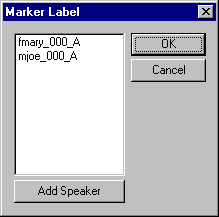 Marker Label
fmary_000_A
mjoe_000_A
OK
Cancel
Add Speaker